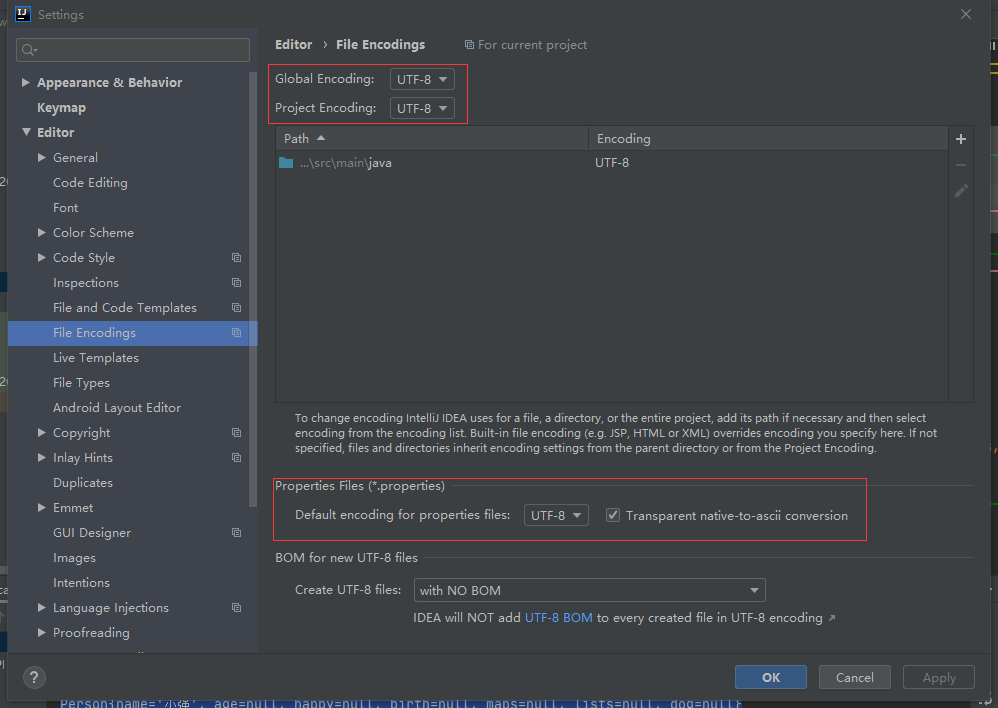 Settings
Editor › File Encodings For current project
Global Encoding: UTF-8
Project Encoding: UTF-8
Path Encoding
...\src\main\java UTF-8
Appearance & Behavior
Keymap
Editor
General
Code Editing
Font
Color Scheme
Code Style
Inspections
File and Code Templates
File Encodings
Live Templates
File Types
Android Layout Editor
Copyright
Inlay Hints
Duplicates
Emmet
GUI Designer
Images
Intentions
Language Injections
Proofreading
To change encoding IntelliJ IDEA uses for a file, a directory, or the entire project, add its path if necessary and then select
encoding from the encoding list. Built-in file encoding (e.g. JSP, HTML or XML) overrides encoding you specify here. If not
specified, files and directories inherit encoding settings from the parent directory or from the Project Encoding.
Properties Files (*.properties)
Default encoding for properties files: UTF-8 Transparent native-to-ascii conversion
BOM for new UTF-8 files
Create UTF-8 files: with NO BOM
IDEA will NOT add UTF-8 BOM to every created file in UTF-8 encoding ↗
? OK Cancel Apply
Person{name='小强', age=null, happy=null, birth=null, maps=null, lists=null, dog=null}